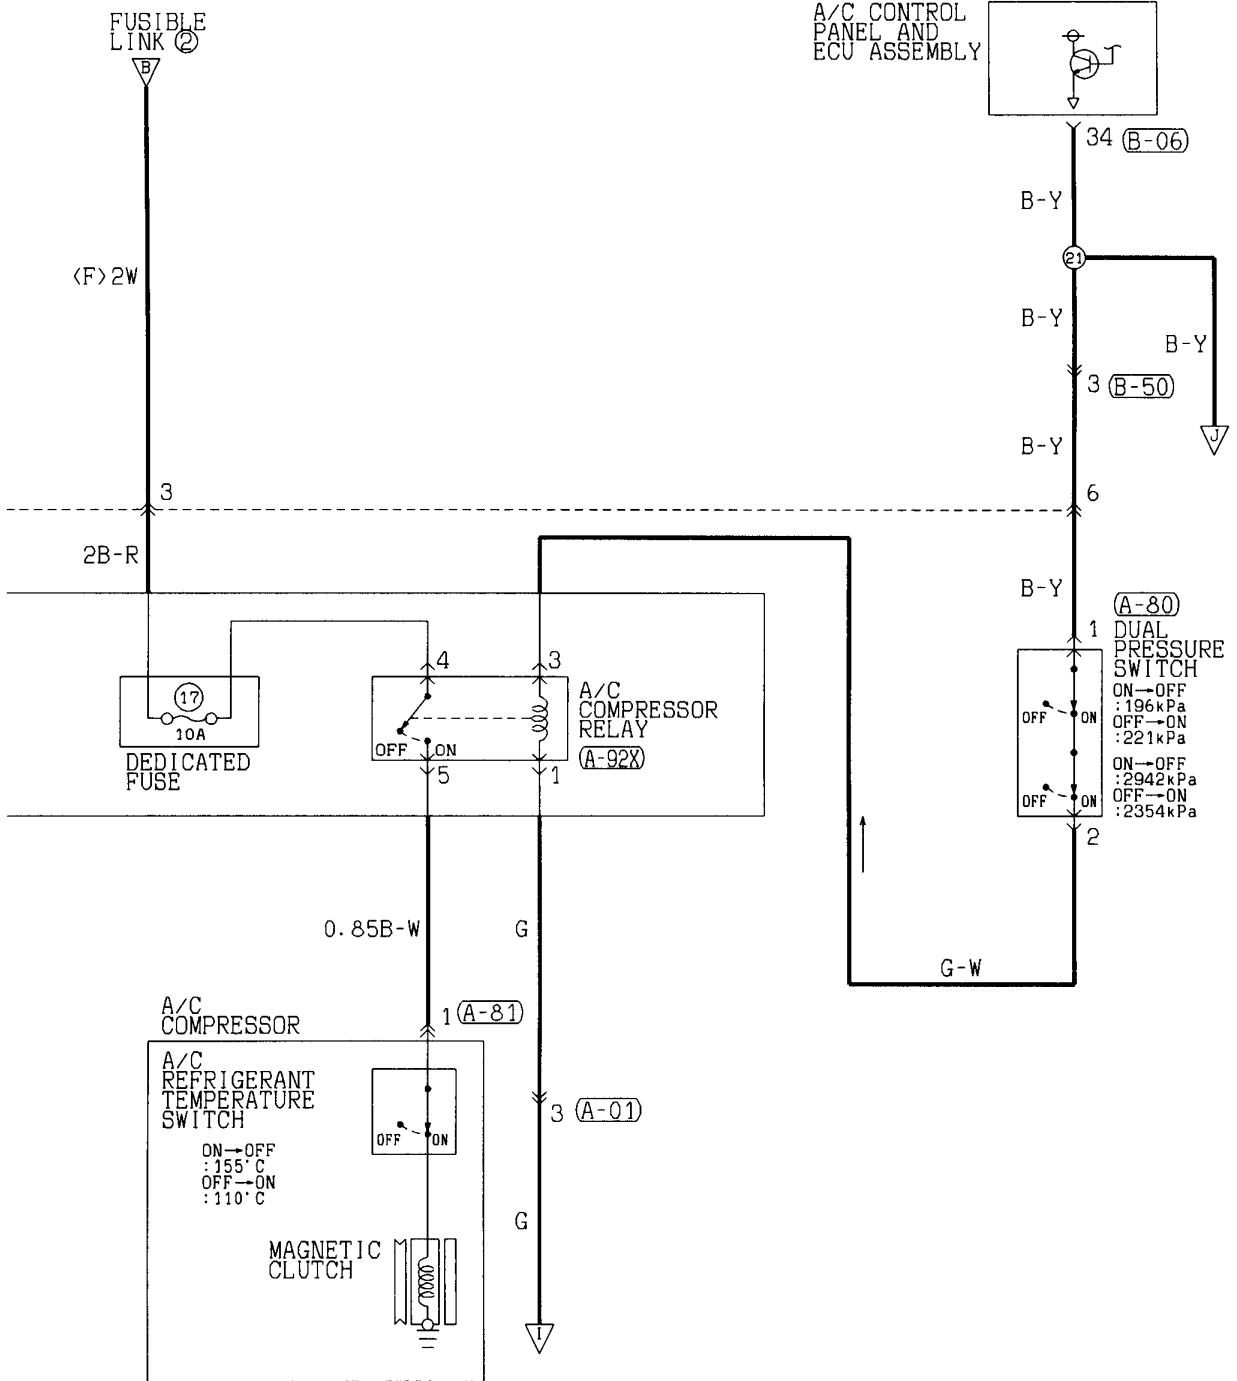 FUSIBLE
LINK ②
B
A/C CONTROL
PANEL AND
ECU ASSEMBLY
34 (B-06)
B-Y
21
<F>2W
B-Y
B-Y
3 (B-50)
J
B-Y
3
6
2B-R
B-Y
(A-80)
1 DUAL
PRESSURE
SWITCH
ON→OFF
:196kPa
OFF→ON
:221kPa
ON→OFF
:2942kPa
OFF→ON
:2354kPa
OFF ON
OFF ON
2
4
3
17
10A
DEDICATED
FUSE
A/C
COMPRESSOR
RELAY
(A-92X)
OFF ON
5
1
0.85B-W
G
G-W
A/C
COMPRESSOR
1 (A-81)
A/C
REFRIGERANT
TEMPERATURE
SWITCH
ON→OFF
:155°C
OFF→ON
:110°C
OFF ON
3 (A-01)
G
MAGNETIC
CLUTCH
I